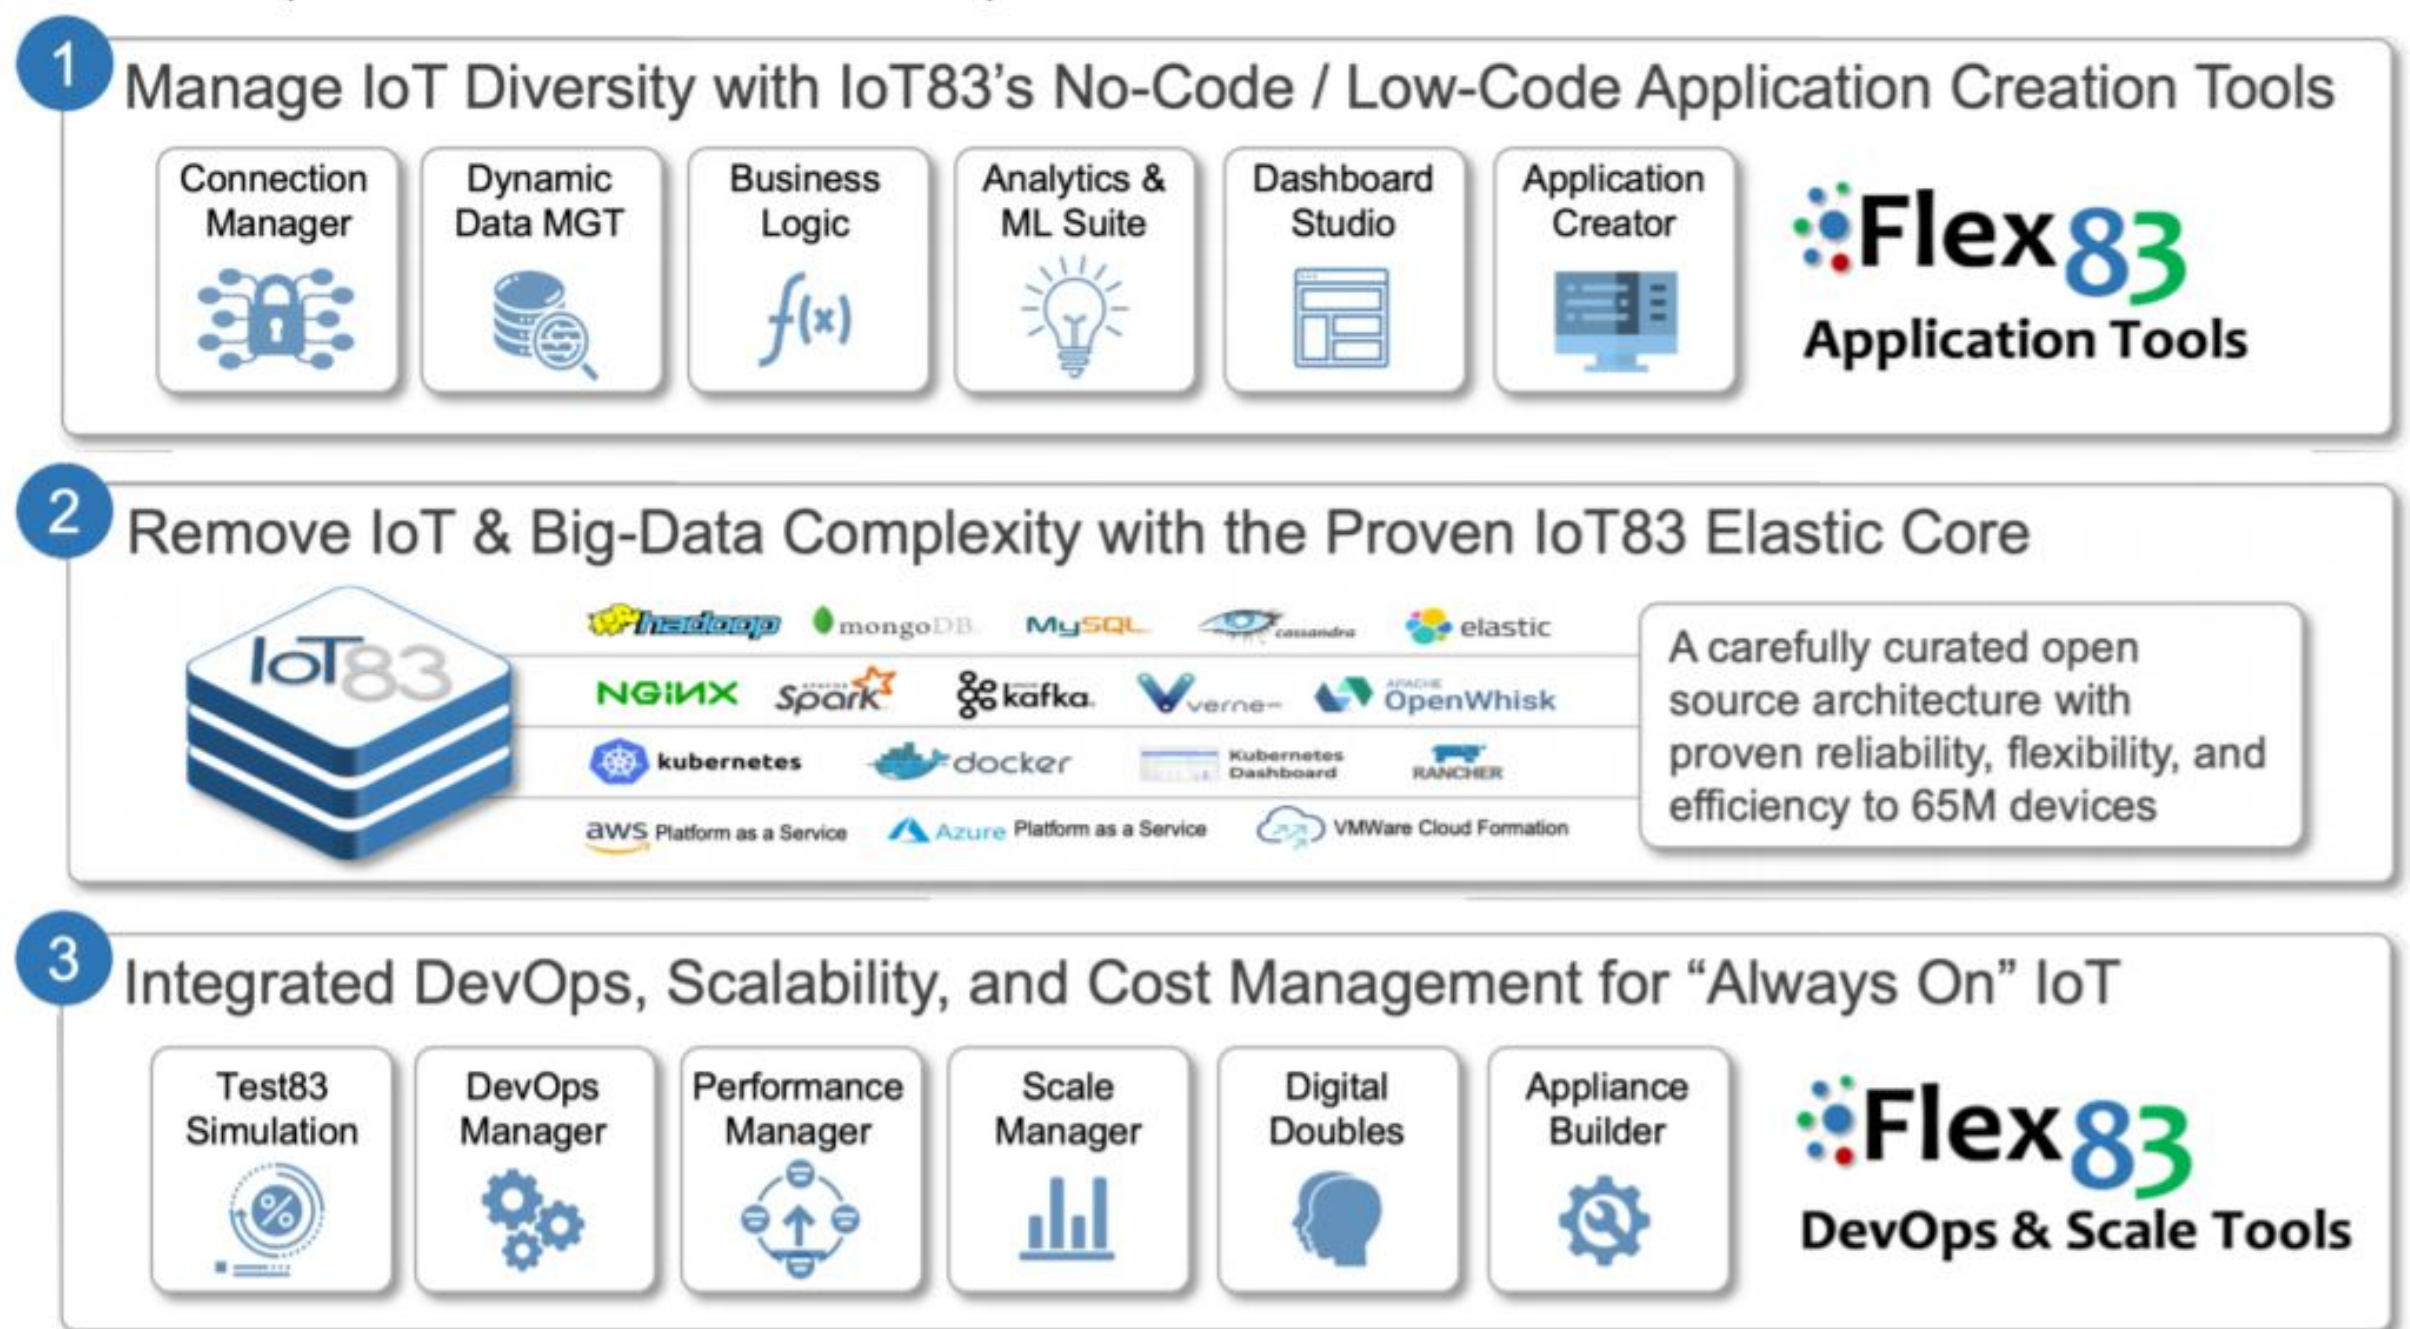 1
Manage IoT Diversity with IoT83's No-Code / Low-Code Application Creation Tools
Connection
Manager
Dynamic
Data MGT
Business
Logic
f(x)
Analytics &
ML Suite
Dashboard
Studio
Application
Creator
Flex83
Application Tools
2
Remove IoT & Big-Data Complexity with the Proven IoT83 Elastic Core
IoT83
hadoop mongoDB MySQL cassandra elastic
NGINX APACHE Spark kafka verne APACHE OpenWhisk
kubernetes docker Kubernetes Dashboard RANCHER
aws Platform as a Service Azure Platform as a Service VMWare Cloud Formation
A carefully curated open
source architecture with
proven reliability, flexibility, and
efficiency to 65M devices
3
Integrated DevOps, Scalability, and Cost Management for “Always On” IoT
Test83
Simulation
%
DevOps
Manager
Performance
Manager
Scale
Manager
Digital
Doubles
Appliance
Builder
Flex83
DevOps & Scale Tools